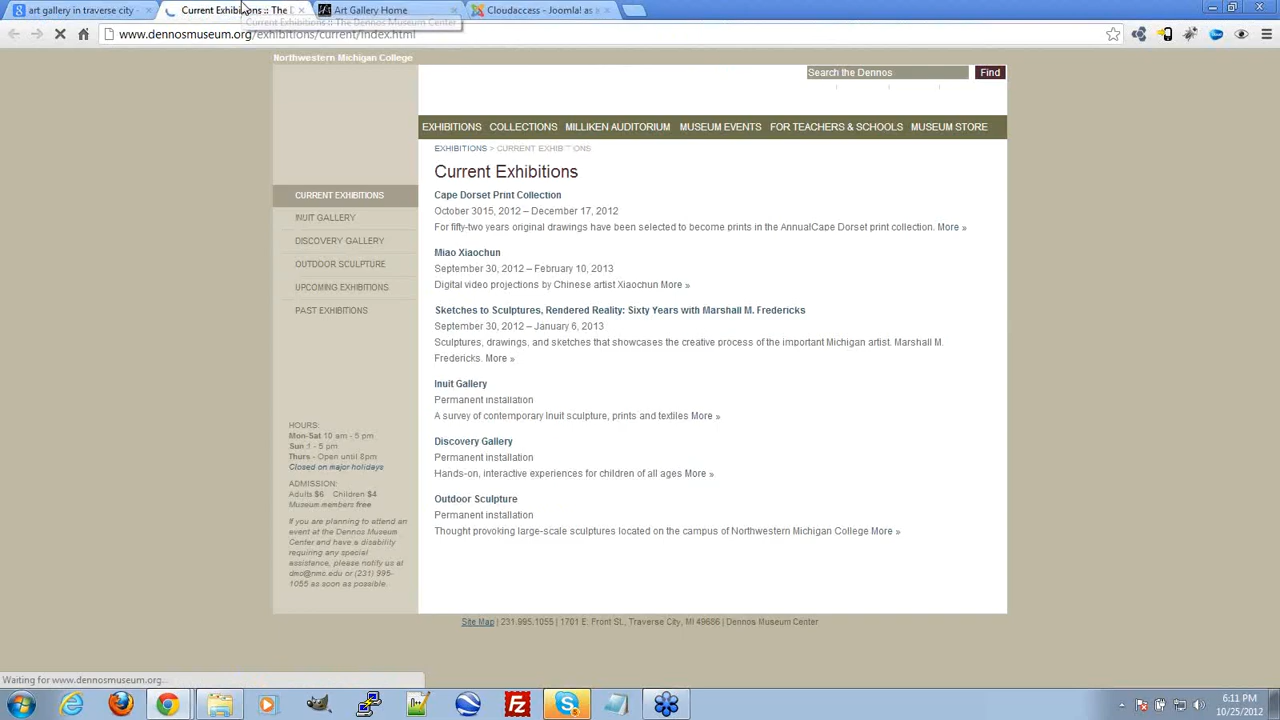 art gallery in traverse city -
Current Exhibitions :: The D
Art Gallery Home
Cloudaccess - Joomla! as
Current Exhibitions :: The Dennos Museum Center
www.dennosmuseum.org/exhibitions/current/index.html
Northwestern Michigan College
Search the Dennos
Find
EXHIBITIONS COLLECTIONS MILLIKEN AUDITORIUM MUSEUM EVENTS FOR TEACHERS & SCHOOLS MUSEUM STORE
EXHIBITIONS > CURRENT EXHIBITIONS
Current Exhibitions
Cape Dorset Print Collection
October 3015, 2012 – December 17, 2012
For fifty-two years original drawings have been selected to become prints in the AnnualCape Dorset print collection. More »
Miao Xiaochun
September 30, 2012 – February 10, 2013
Digital video projections by Chinese artist Xiaochun More »
Sketches to Sculptures, Rendered Reality: Sixty Years with Marshall M. Fredericks
September 30, 2012 – January 6, 2013
Sculptures, drawings, and sketches that showcases the creative process of the important Michigan artist. Marshall M.
Fredericks. More »
Inuit Gallery
Permanent installation
A survey of contemporary Inuit sculpture, prints and textiles More »
Discovery Gallery
Permanent installation
Hands-on, interactive experiences for children of all ages More »
Outdoor Sculpture
Permanent installation
Thought provoking large-scale sculptures located on the campus of Northwestern Michigan College More »
CURRENT EXHIBITIONS
INUIT GALLERY
DISCOVERY GALLERY
OUTDOOR SCULPTURE
UPCOMING EXHIBITIONS
PAST EXHIBITIONS
HOURS:
Mon-Sat 10 am - 5 pm
Sun 1 - 5 pm
Thurs - Open until 8pm
Closed on major holidays
ADMISSION:
Adults $6 Children $4
Museum members free
If you are planning to attend an
event at the Dennos Museum
Center and have a disability
requiring any special
assistance, please notify us at
dmc@nmc.edu or (231) 995-
1055 as soon as possible.
Site Map | 231.995.1055 | 1701 E. Front St., Traverse City, MI 49686 | Dennos Museum Center
Waiting for www.dennosmuseum.org...
6:11 PM
10/25/2012